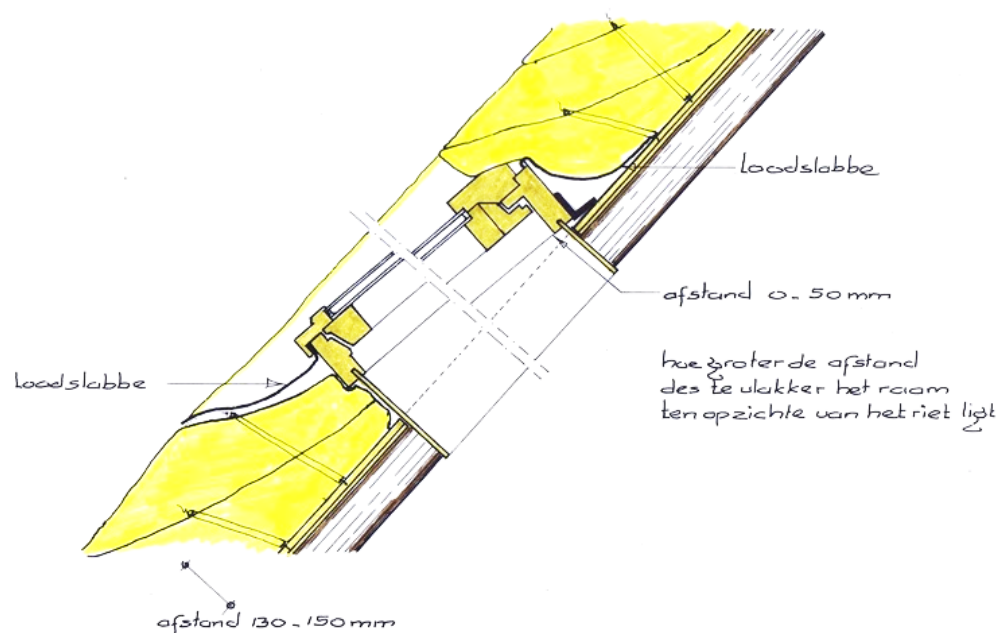 loodslabbe
afstand 0-50 mm
hoe groter de afstand
des te vlakker het raam
ten opzichte van het riet ligt
loodslabbe
afstand 130-150 mm